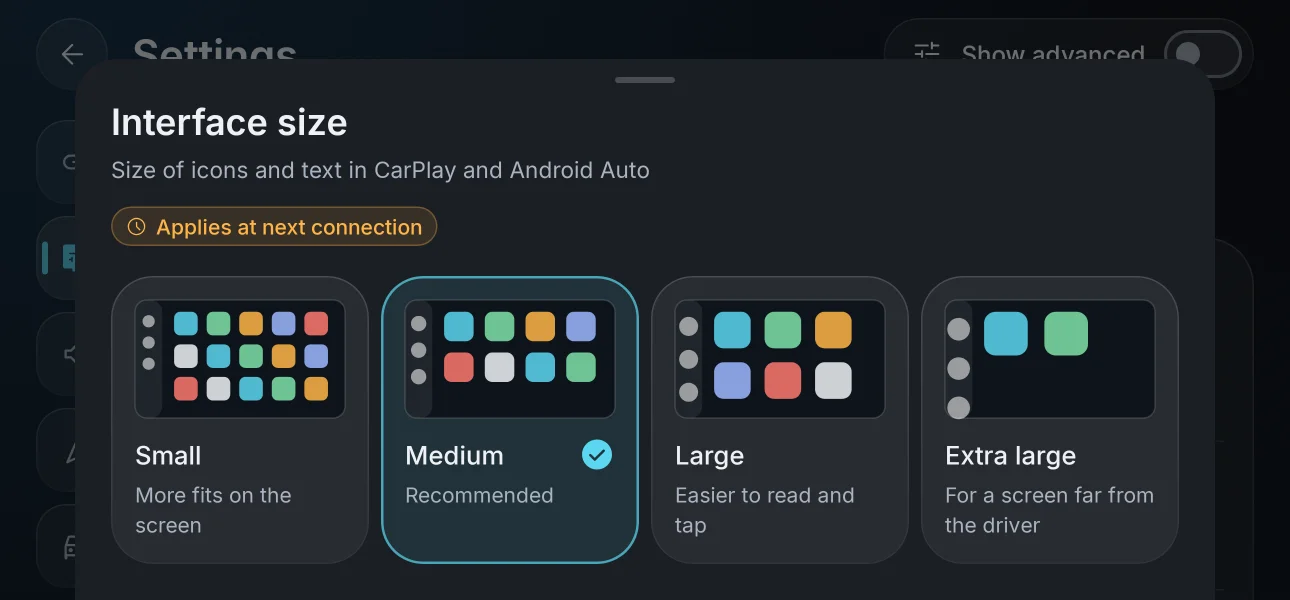 Settings
Show advanced
Interface size
Size of icons and text in CarPlay and Android Auto
Applies at next connection
Small
More fits on the
screen
Medium
Recommended
Large
Easier to read and
tap
Extra large
For a screen far from
the driver